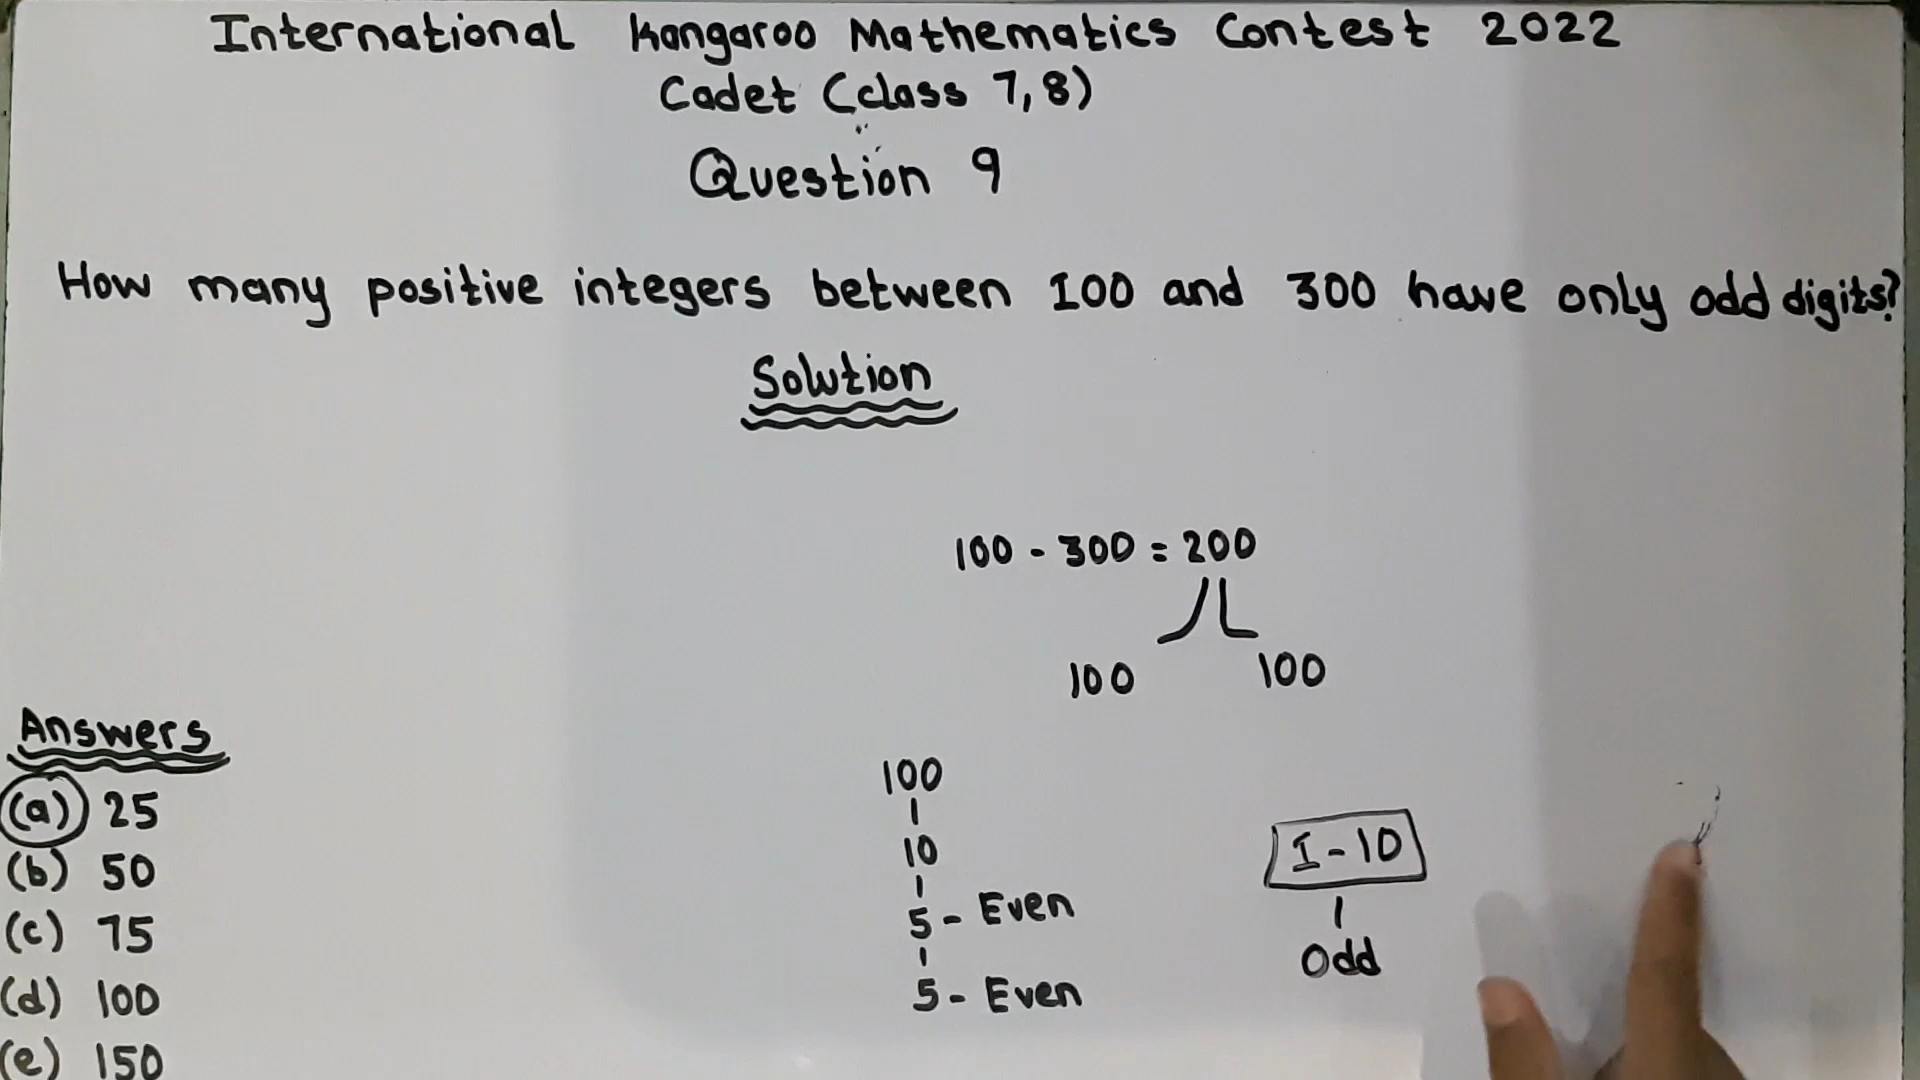 International Kangaroo Mathematics Contest 2022
Cadet (class 7,8)
Question 9
How many positive integers between 100 and 300 have only odd digits?
Solution
100 - 300 = 200
100 100
Answers
(a) 25
(b) 50
(c) 75
(d) 100
(e) 150
100
10
5 - Even
5 - Even
1 - 10
Odd